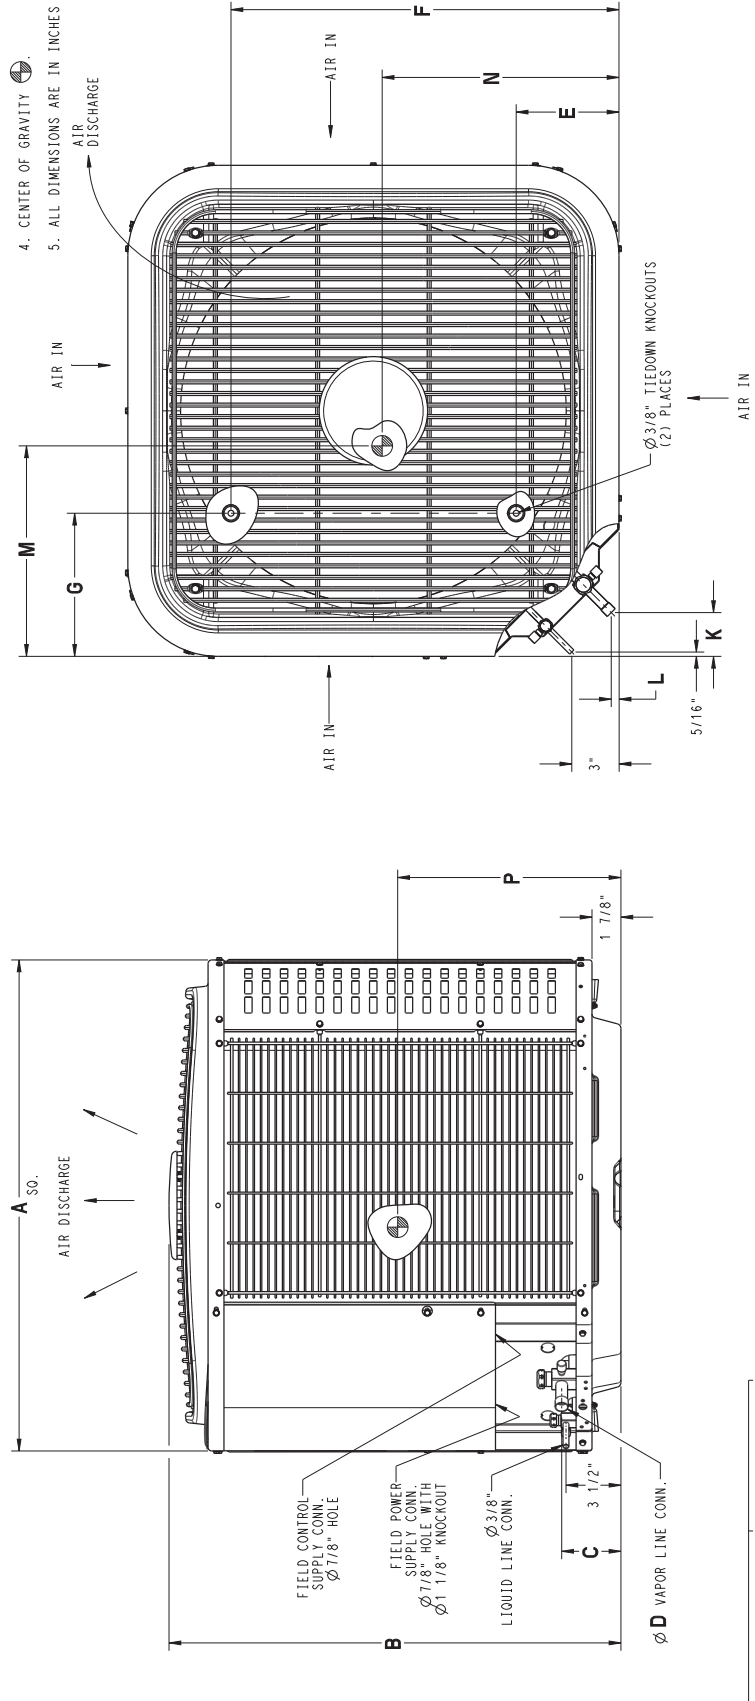 4. CENTER OF GRAVITY .
5. ALL DIMENSIONS ARE IN INCHES
AIR
DISCHARGE
AIR IN
AIR IN
AIR IN
AIR IN
F
N
E
M
G
K
L
5/16"
3"
Ø3/8" TIEDOWN KNOCKOUTS
(2) PLACES
A
SQ.
AIR DISCHARGE
P
1 7/8"
FIELD CONTROL
SUPPLY CONN.
Ø7/8" HOLE
FIELD POWER
SUPPLY CONN.
Ø7/8" HOLE WITH
Ø1 1/8" KNOCKOUT
Ø3/8"
LIQUID LINE CONN.
3 1/2"
C
B
Ø D VAPOR LINE CONN.